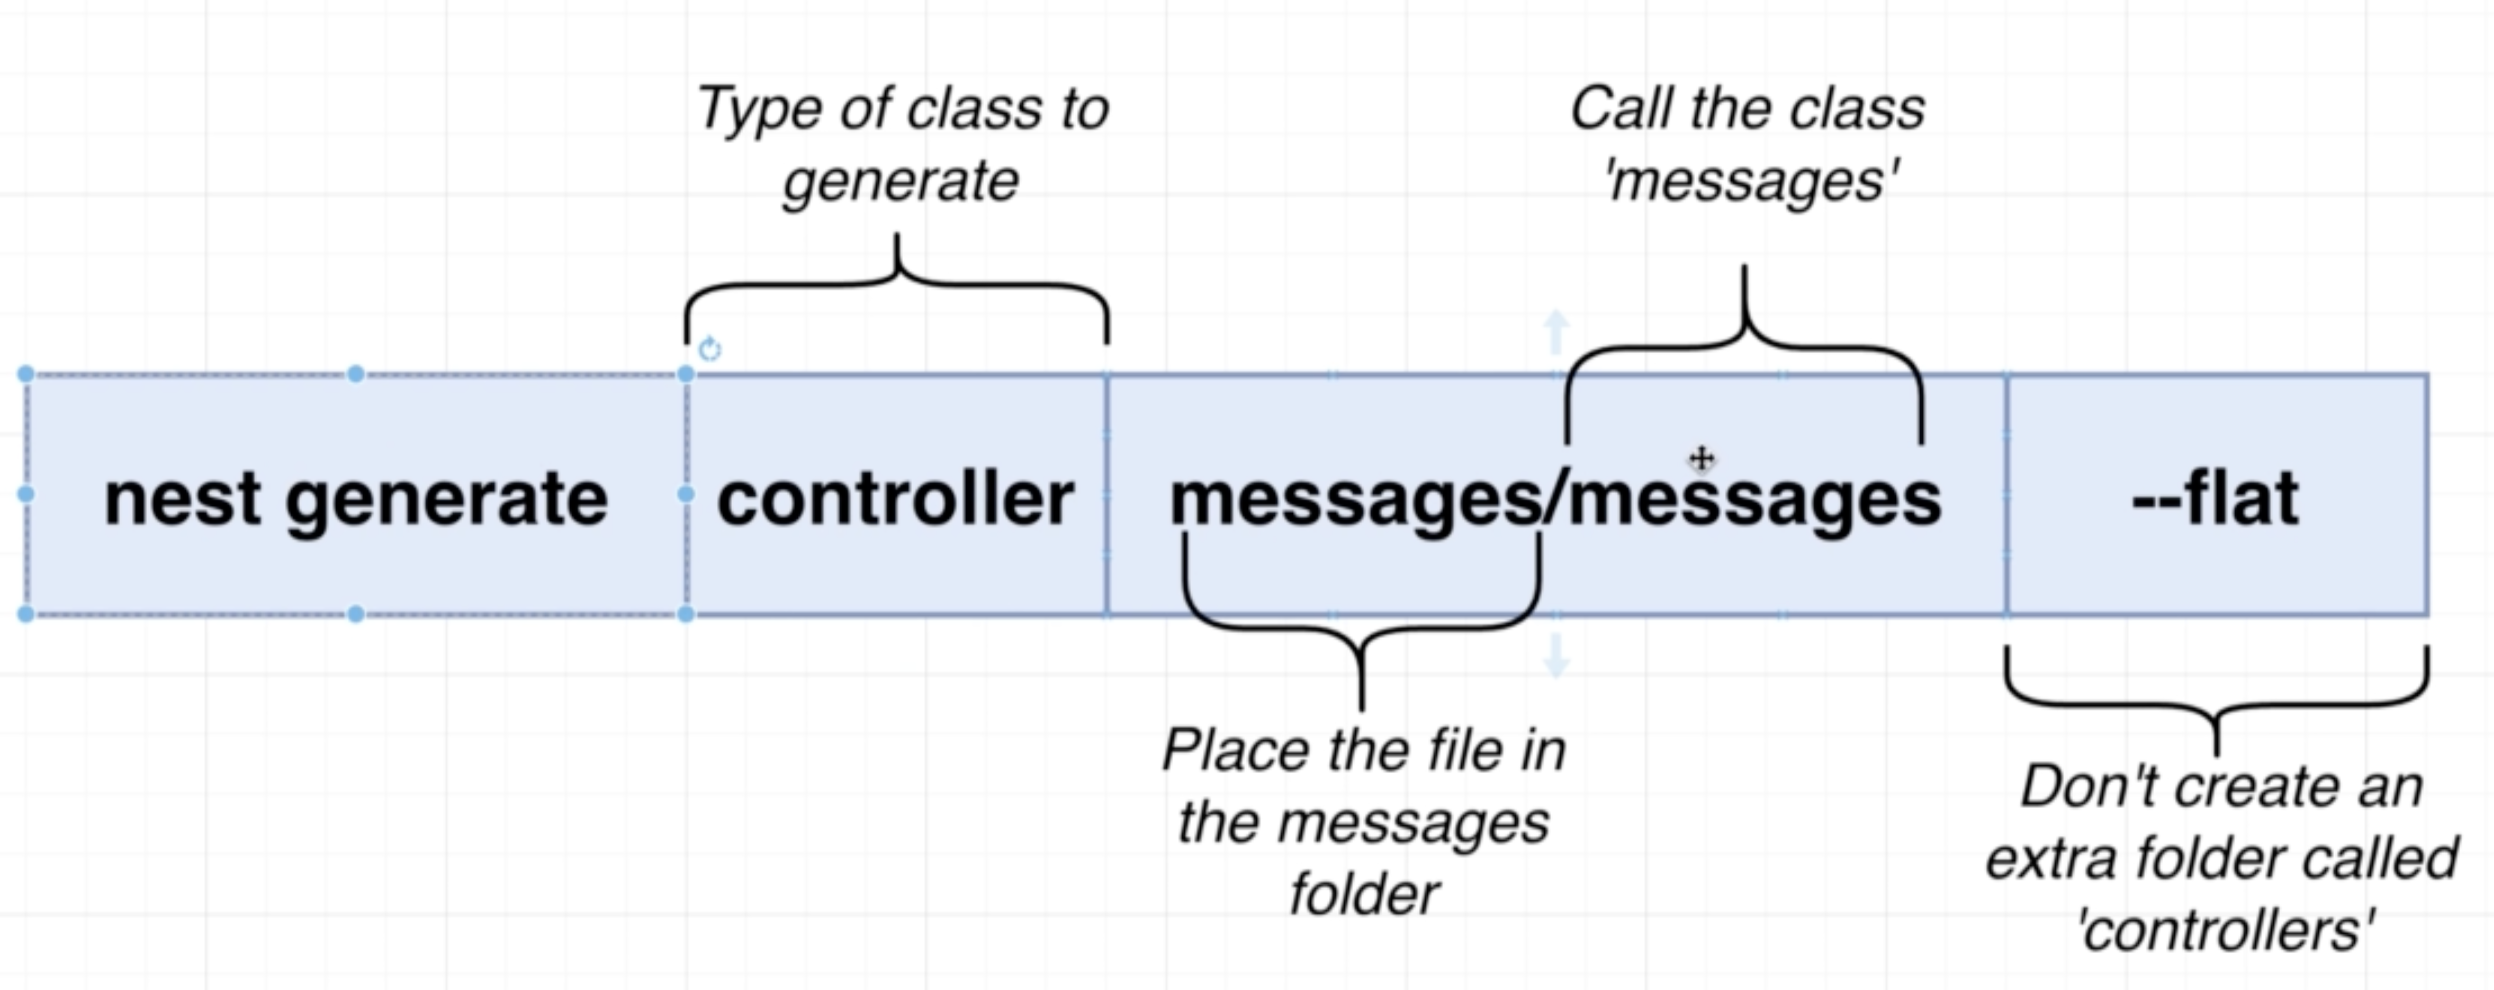 Type of class to
generate
Call the class
'messages'
nest generate
controller
messages/messages
--flat
Place the file in
the messages
folder
Don't create an
extra folder called
'controllers'